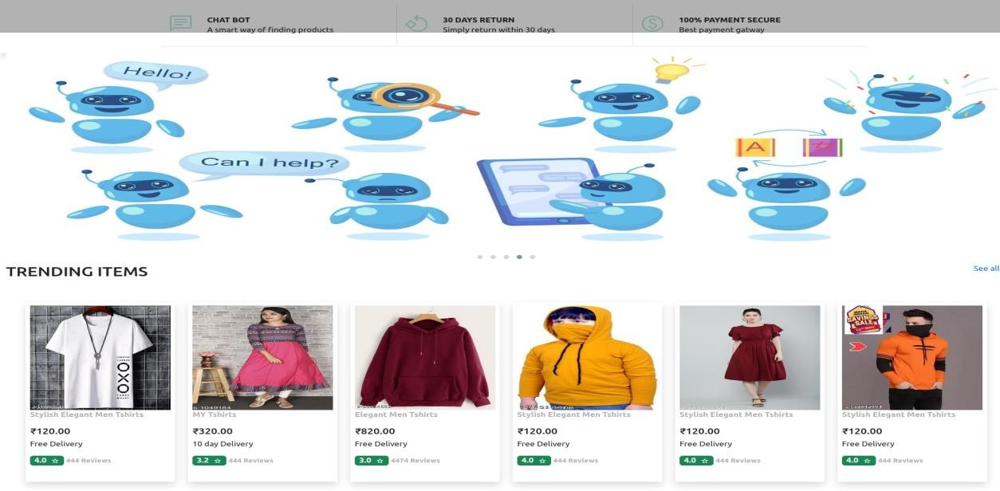 CHAT BOT
A smart way of finding products
30 DAYS RETURN
Simply return within 30 days
100% PAYMENT SECURE
Best payment gatway
Hello!
A
Can I help?
TRENDING ITEMS
See all
OXO
SAVINGS
SALE
s-1049184
Stylish Elegant Men Tshirts
MY Tshirts
Elegant Men Tshirts
Stylish Elegant Men Tshirts
Stylish Elegant Men Tshirts
Stylish Elegant Men Tshirts
₹120.00
₹320.00
₹820.00
₹120.00
₹120.00
₹120.00
Free Delivery
10 day Delivery
Free Delivery
Free Delivery
Free Delivery
Free Delivery
4.0 ☆ 444 Reviews
3.2 ☆ 444 Reviews
3.0 ☆ 4474 Reviews
4.0 ☆ 444 Reviews
4.0 ☆ 444 Reviews
4.0 ☆ 444 Reviews